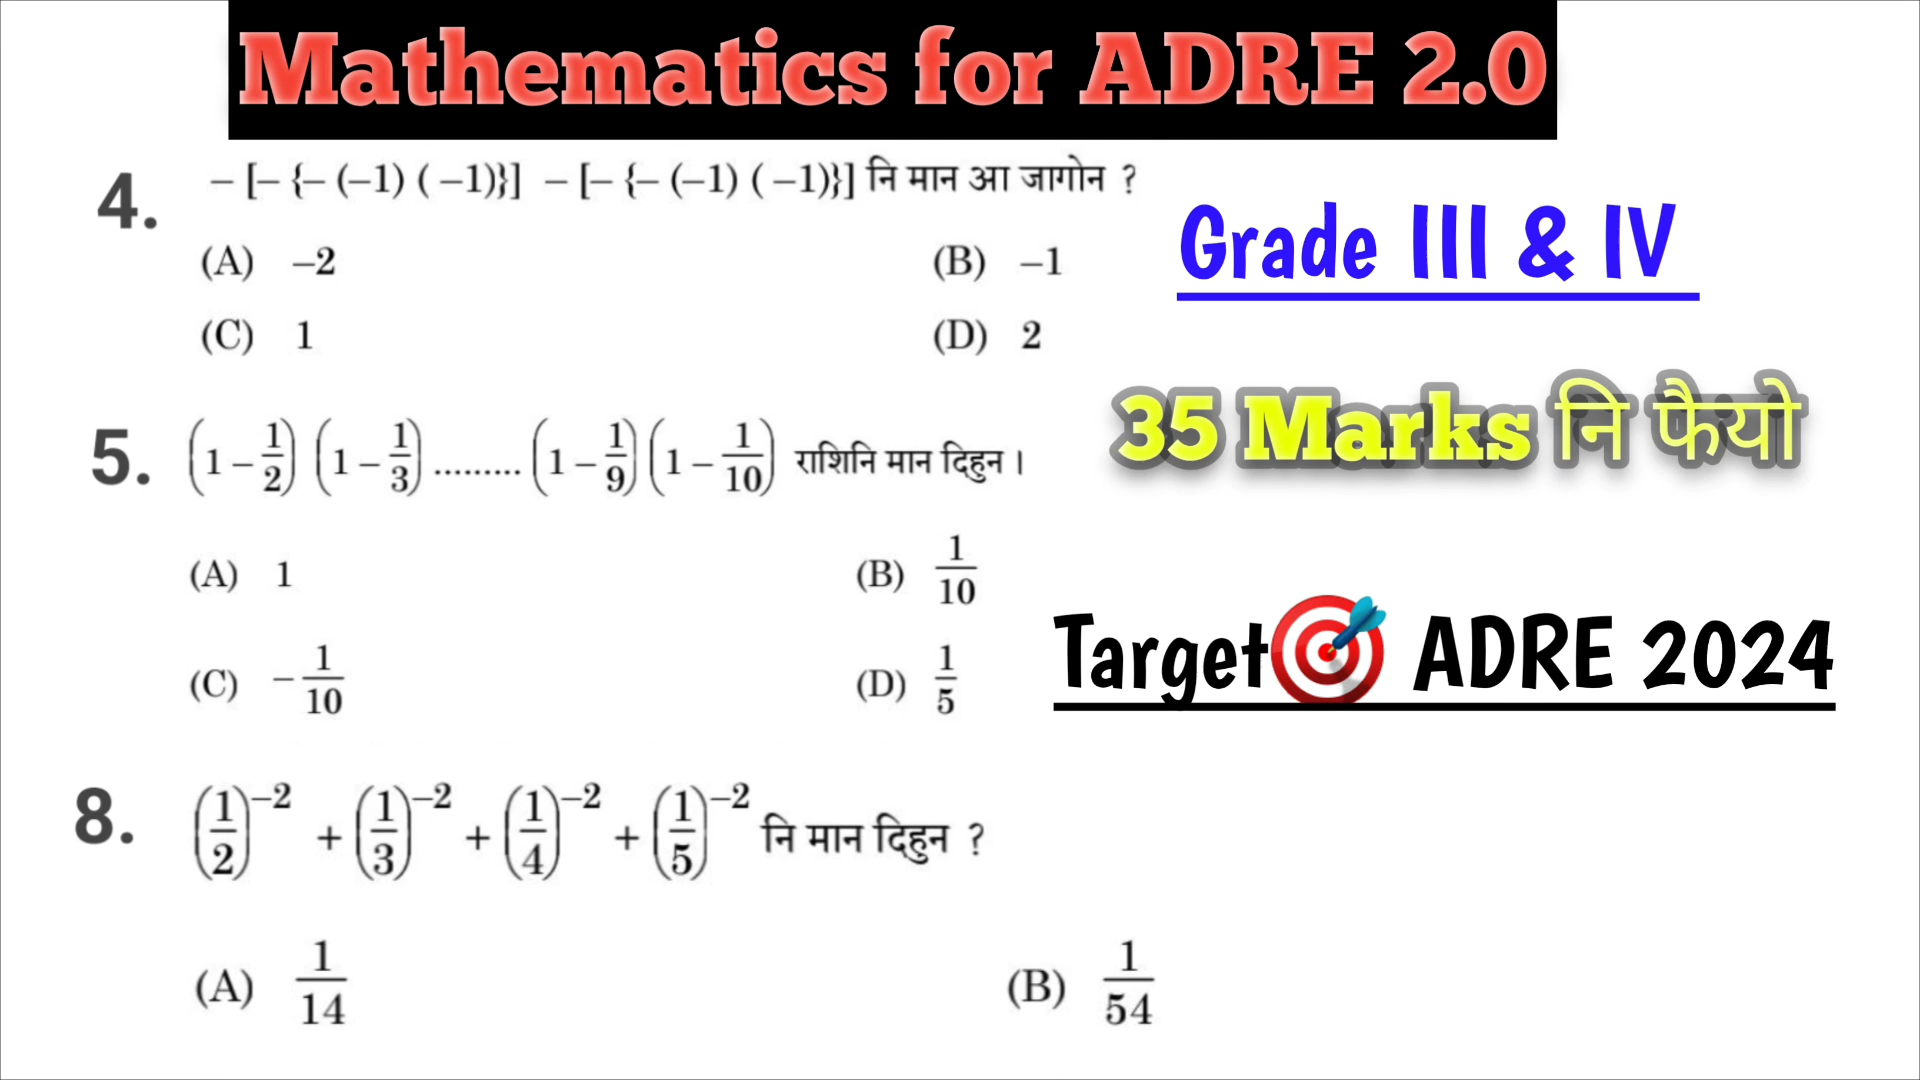 Mathematics for ADRE 2.0
4. – [– {– (–1) ( –1)}] – [– {– (–1) ( –1)}] नि मान आ जागोन ?
(A) –2 (B) –1
(C) 1 (D) 2
Grade III & IV
35 Marks नि फैयो
5. (1 – 1/2) (1 – 1/3) ......... (1 – 1/9) (1 – 1/10) राशिनि मान दिहुन ।
(A) 1 (B) 1/10
(C) – 1/10 (D) 1/5
Target🎯 ADRE 2024
8. (1/2)⁻² + (1/3)⁻² + (1/4)⁻² + (1/5)⁻² नि मान दिहुन ?
(A) 1/14 (B) 1/54